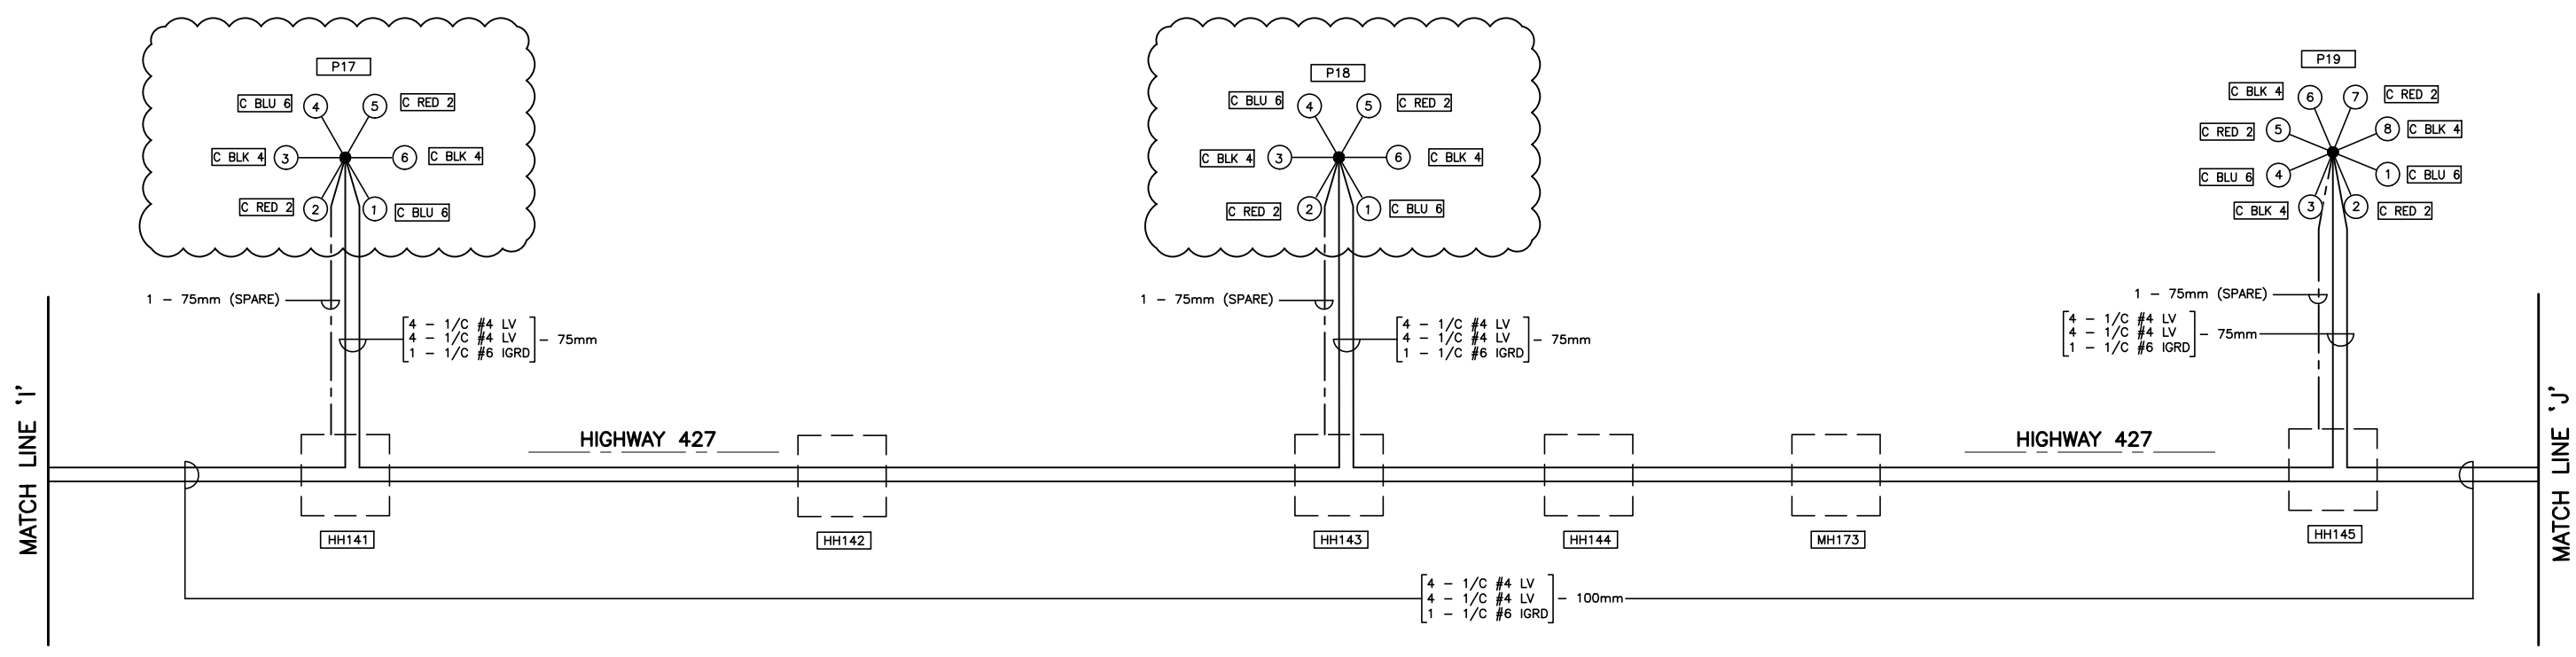 P17
C BLU 6
4
5
C RED 2
C BLK 4
3
6
C BLK 4
C RED 2
2
1
C BLU 6
1 - 75mm (SPARE)
4 - 1/C #4 LV
4 - 1/C #4 LV
1 - 1/C #6 IGRD
- 75mm
P18
C BLU 6
4
5
C RED 2
C BLK 4
3
6
C BLK 4
C RED 2
2
1
C BLU 6
1 - 75mm (SPARE)
4 - 1/C #4 LV
4 - 1/C #4 LV
1 - 1/C #6 IGRD
- 75mm
P19
C BLK 4
6
7
C RED 2
C RED 2
5
8
C BLK 4
C BLU 6
4
1
C BLU 6
C BLK 4
3
2
C RED 2
1 - 75mm (SPARE)
4 - 1/C #4 LV
4 - 1/C #4 LV
1 - 1/C #6 IGRD
- 75mm
MATCH LINE 'I'
HIGHWAY 427
HIGHWAY 427
MATCH LINE 'J'
HH141
HH142
HH143
HH144
MH173
HH145
4 - 1/C #4 LV
4 - 1/C #4 LV
1 - 1/C #6 IGRD
- 100mm